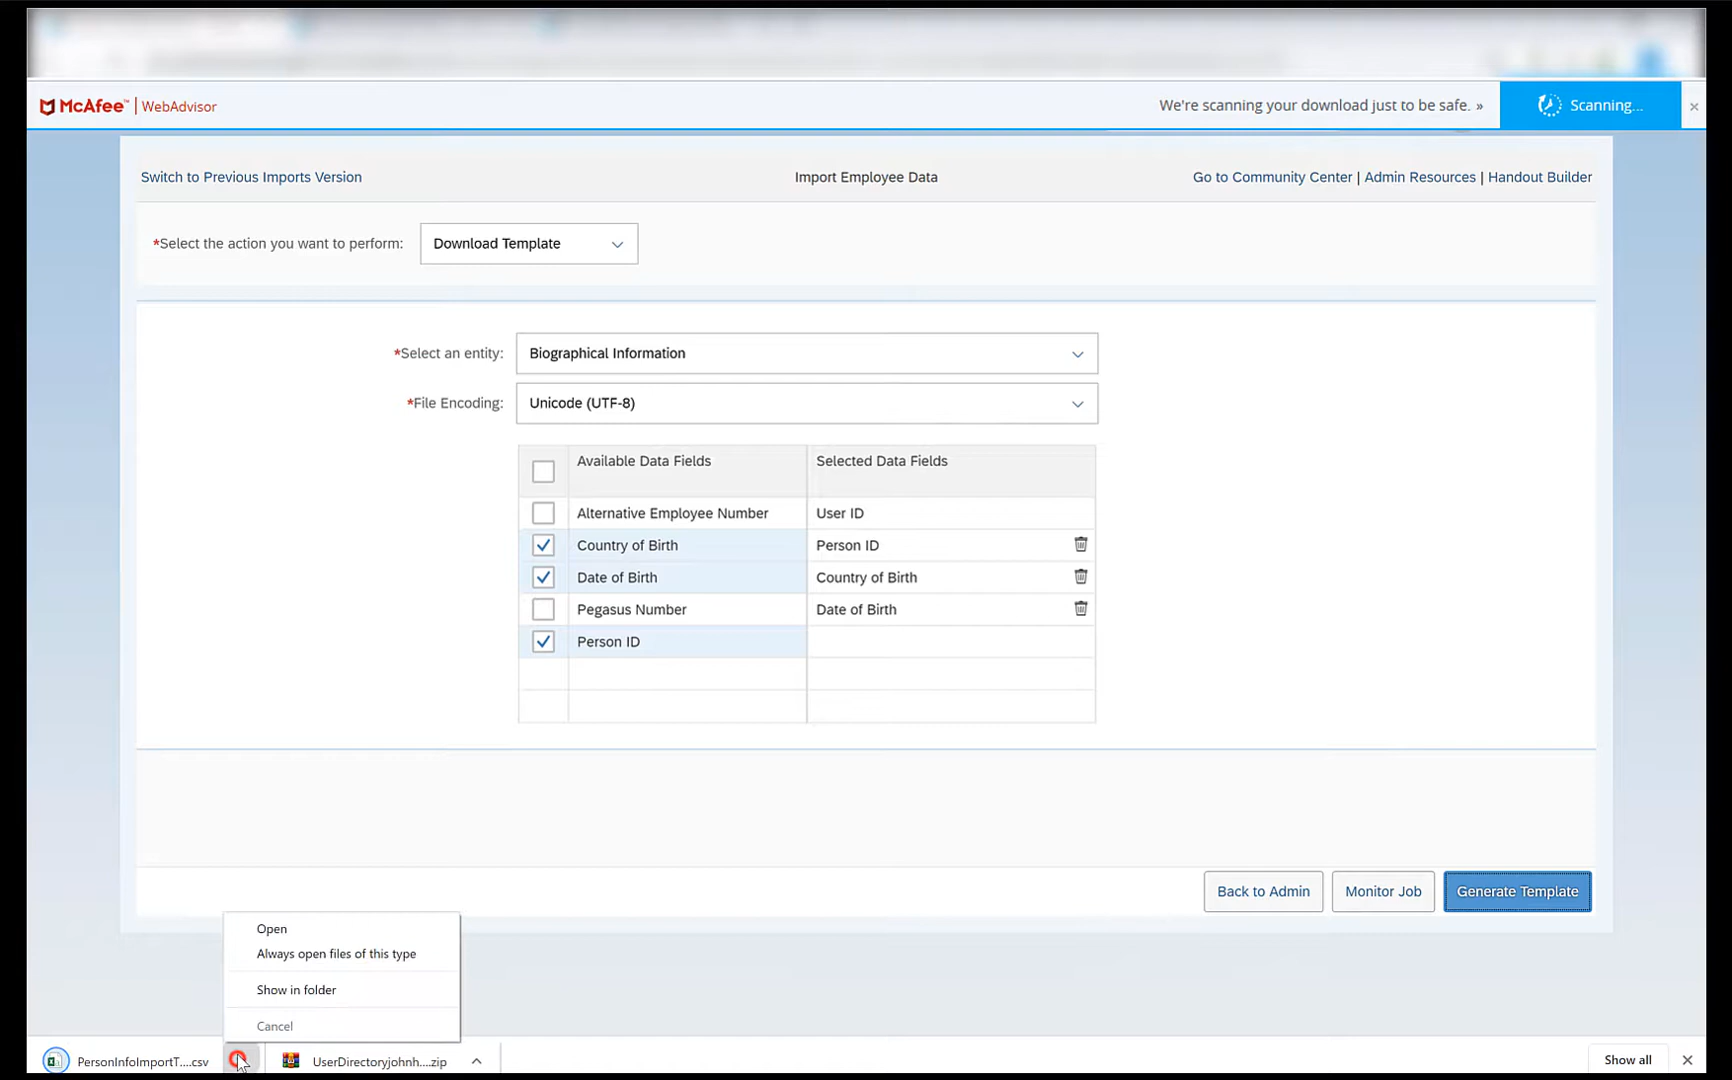 McAfee™ | WebAdvisor
We're scanning your download just to be safe. »
Scanning...
Switch to Previous Imports Version
Import Employee Data
Go to Community Center | Admin Resources | Handout Builder
*Select the action you want to perform:
Download Template
*Select an entity:
Biographical Information
*File Encoding:
Unicode (UTF-8)
Available Data Fields
Selected Data Fields
Alternative Employee Number
User ID
Country of Birth
Person ID
Date of Birth
Country of Birth
Pegasus Number
Date of Birth
Person ID
Back to Admin
Monitor Job
Generate Template
Open
Always open files of this type
Show in folder
Cancel
PersonInfoImportT....csv
UserDirectoryjohnh....zip
Show all